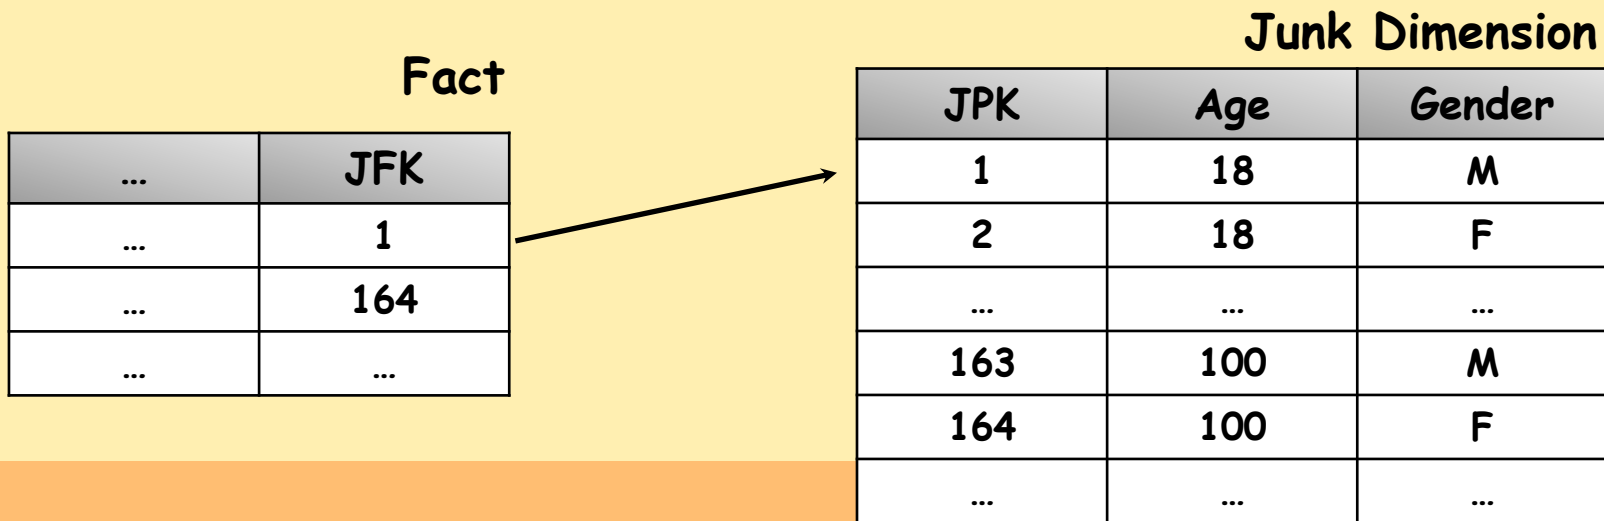 Fact
… JFK
… 1
… 164
… …
Junk Dimension
JPK Age Gender
1 18 M
2 18 F
… … …
163 100 M
164 100 F
… … …